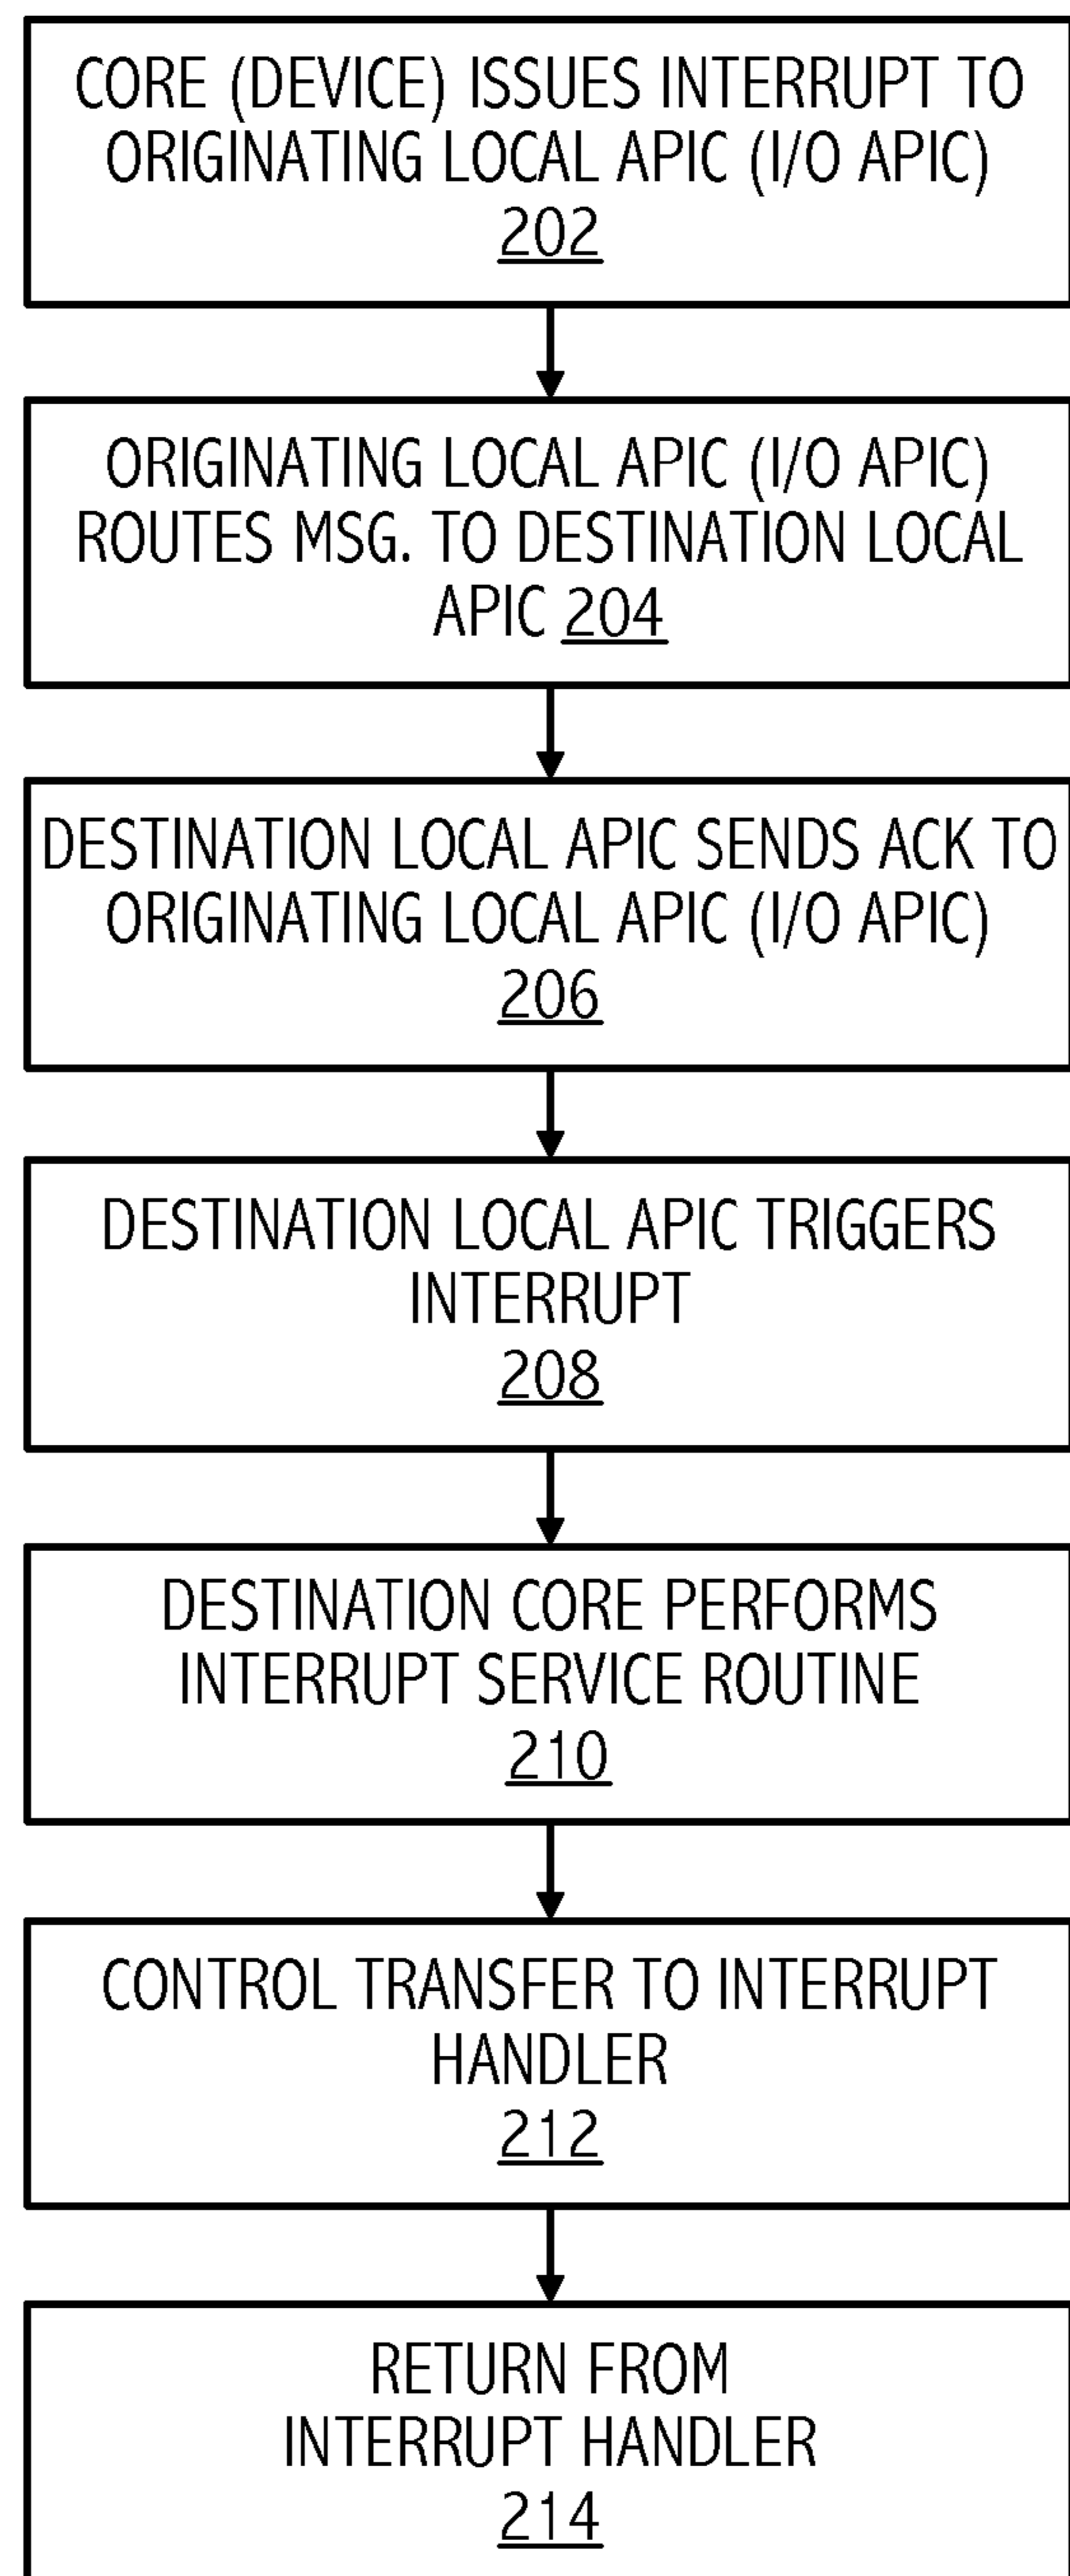 CORE (DEVICE) ISSUES INTERRUPT TO
ORIGINATING LOCAL APIC (I/O APIC)
202
ORIGINATING LOCAL APIC (I/O APIC)
ROUTES MSG. TO DESTINATION LOCAL
APIC 204
DESTINATION LOCAL APIC SENDS ACK TO
ORIGINATING LOCAL APIC (I/O APIC)
206
DESTINATION LOCAL APIC TRIGGERS
INTERRUPT
208
DESTINATION CORE PERFORMS
INTERRUPT SERVICE ROUTINE
210
CONTROL TRANSFER TO INTERRUPT
HANDLER
212
RETURN FROM
INTERRUPT HANDLER
214